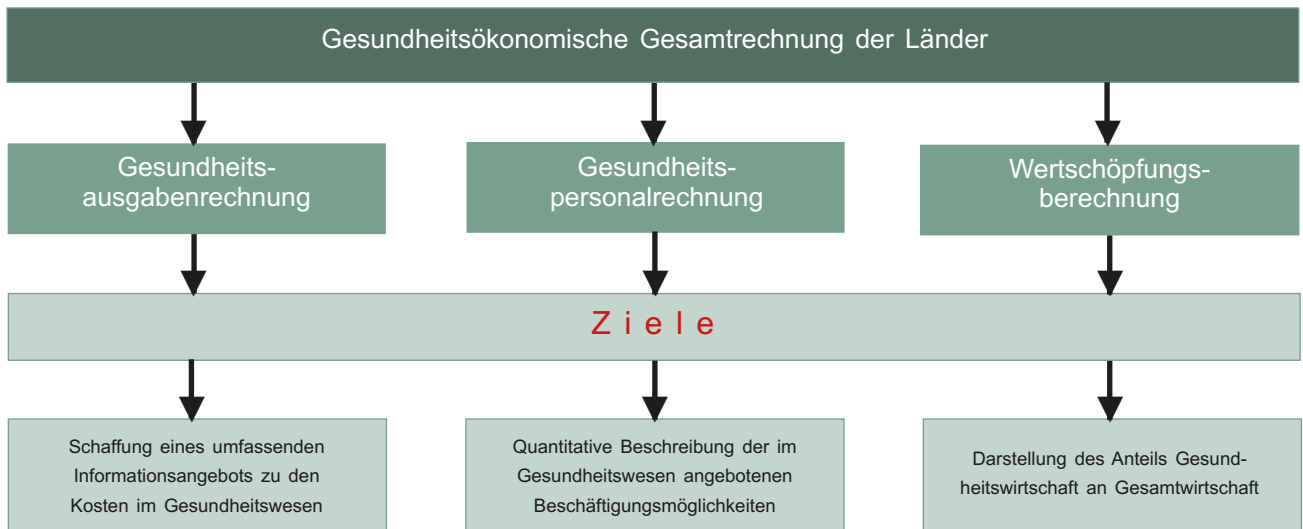 Gesundheitsökonomische Gesamtrechnung der Länder
Gesundheits-
ausgabenrechnung
Gesundheits-
personalrechnung
Wertschöpfungs-
berechnung
Ziele
Schaffung eines umfassenden
Informationsangebots zu den
Kosten im Gesundheitswesen
Quantitative Beschreibung der im
Gesundheitswesen angebotenen
Beschäftigungsmöglichkeiten
Darstellung des Anteils Gesund-
heitswirtschaft an Gesamtwirtschaft